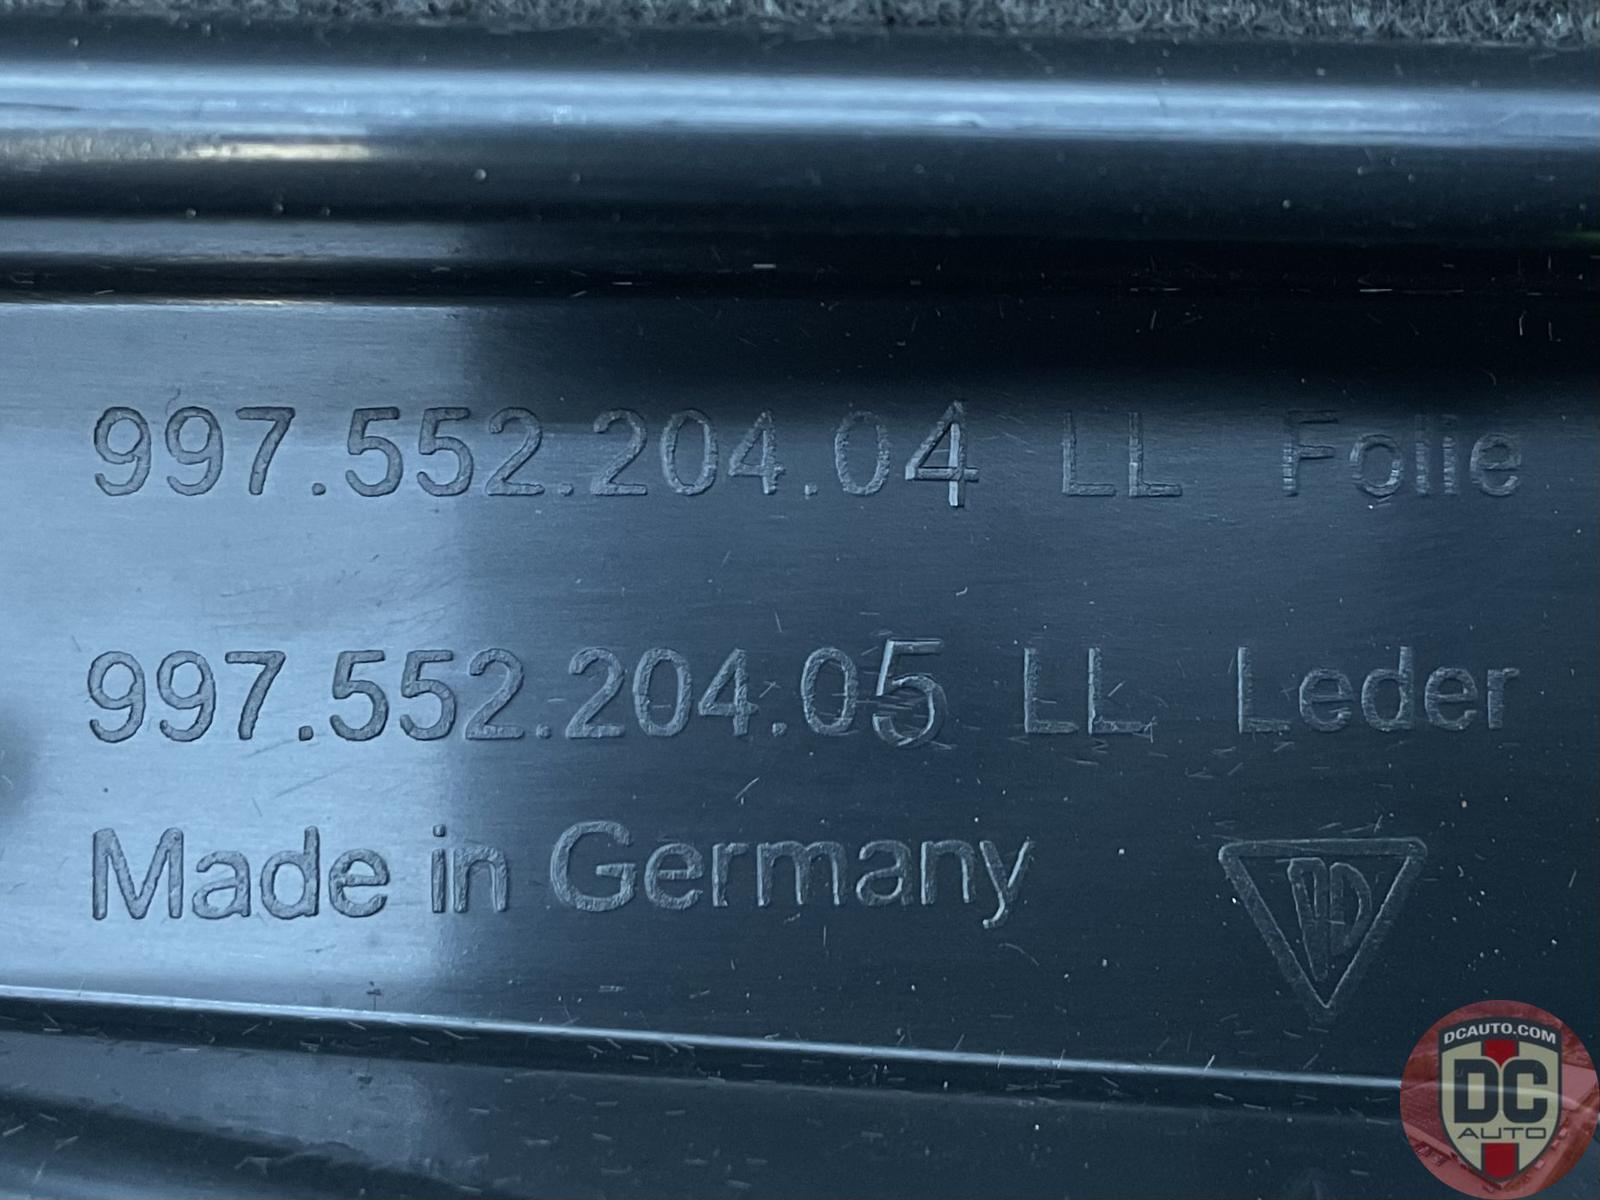 997.552.204.04 LL Folie
997.552.204.05 LL Leder
Made in Germany
DCAUTO.COM
DC
AUTO